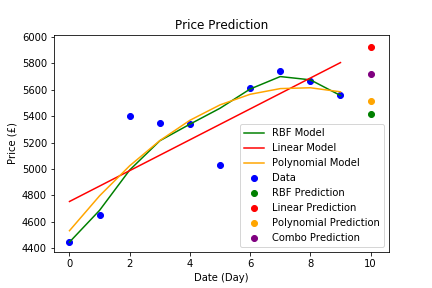 Price Prediction
6000
5800
5600
5400
5200
5000
4800
4600
4400
Price (£)
0
2
4
6
8
10
Date (Day)
RBF Model
Linear Model
Polynomial Model
Data
RBF Prediction
Linear Prediction
Polynomial Prediction
Combo Prediction